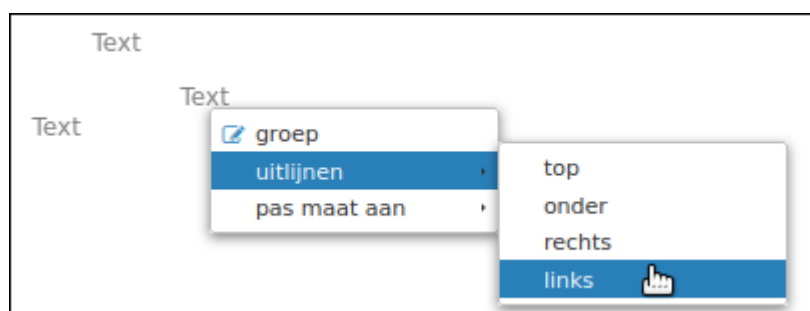 Text
Text
Text
groep
uitlijnen
pas maat aan
top
onder
rechts
links